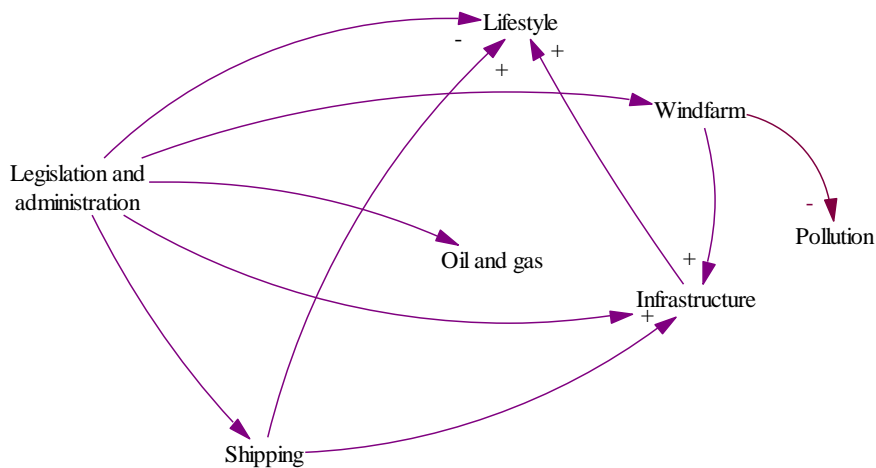 Lifestyle
-
+
+
Windfarm
Legislation and
administration
-
Pollution
Oil and gas
+
Infrastructure
+
Shipping